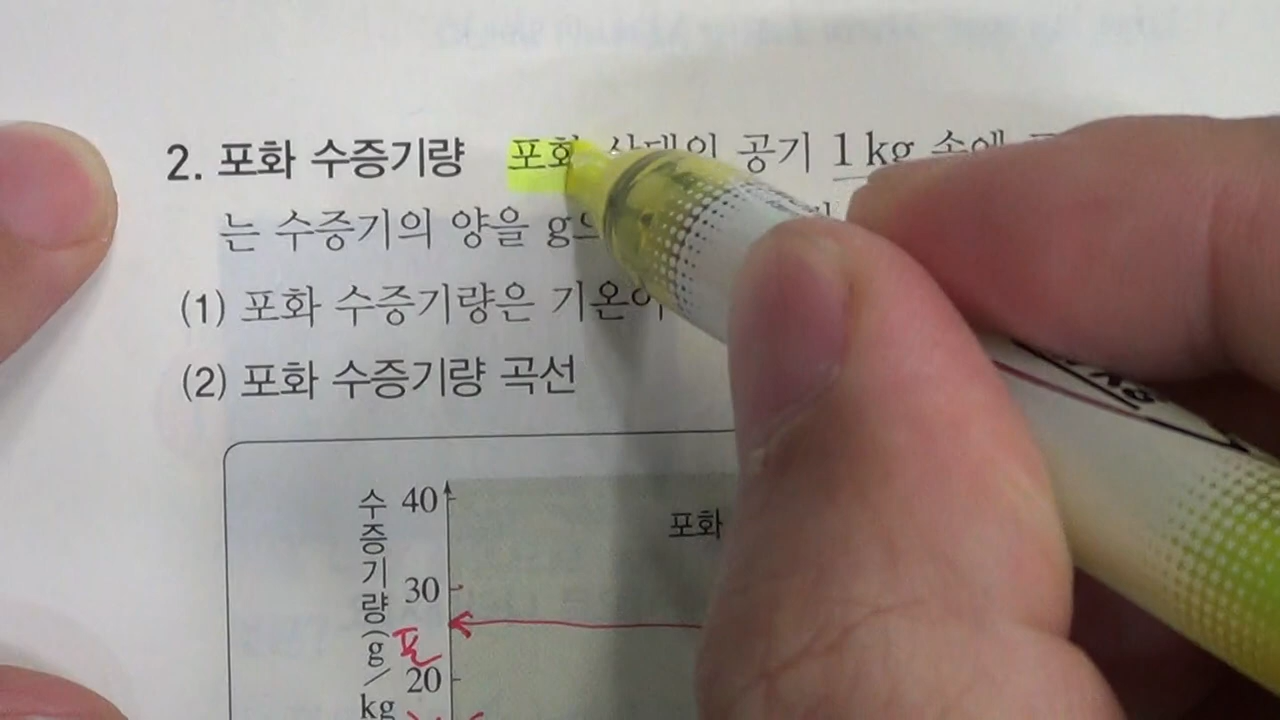 2. 포화 수증기량 포화 상태의 공기 1 kg 속에
는 수증기의 양을 g으
(1) 포화 수증기량은 기온이
(2) 포화 수증기량 곡선
수증기량(g/kg
40
포화
30
포
20